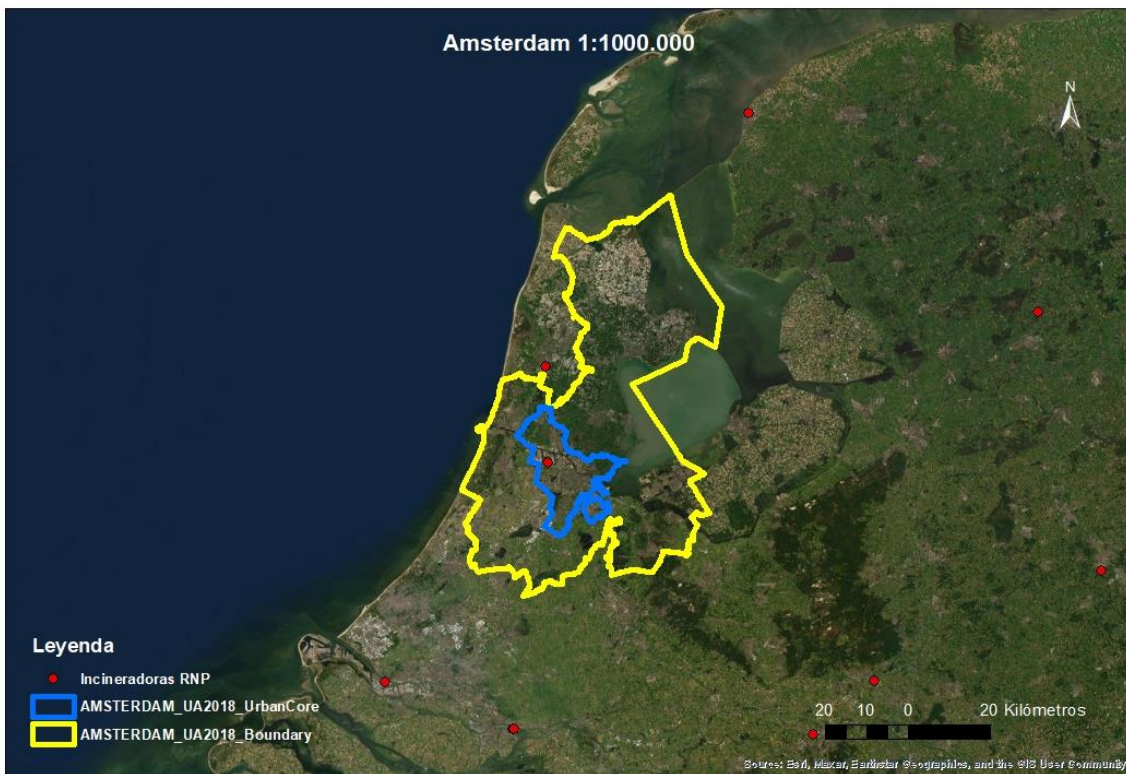 Amsterdam 1:1000.000
N
Leyenda
Incineradoras RNP
AMSTERDAM_UA2018_UrbanCore
AMSTERDAM_UA2018_Boundary
20 10 0 20 Kilómetros
Source: Esri, Maxar, Earthstar Geographics, and the GIS User Community